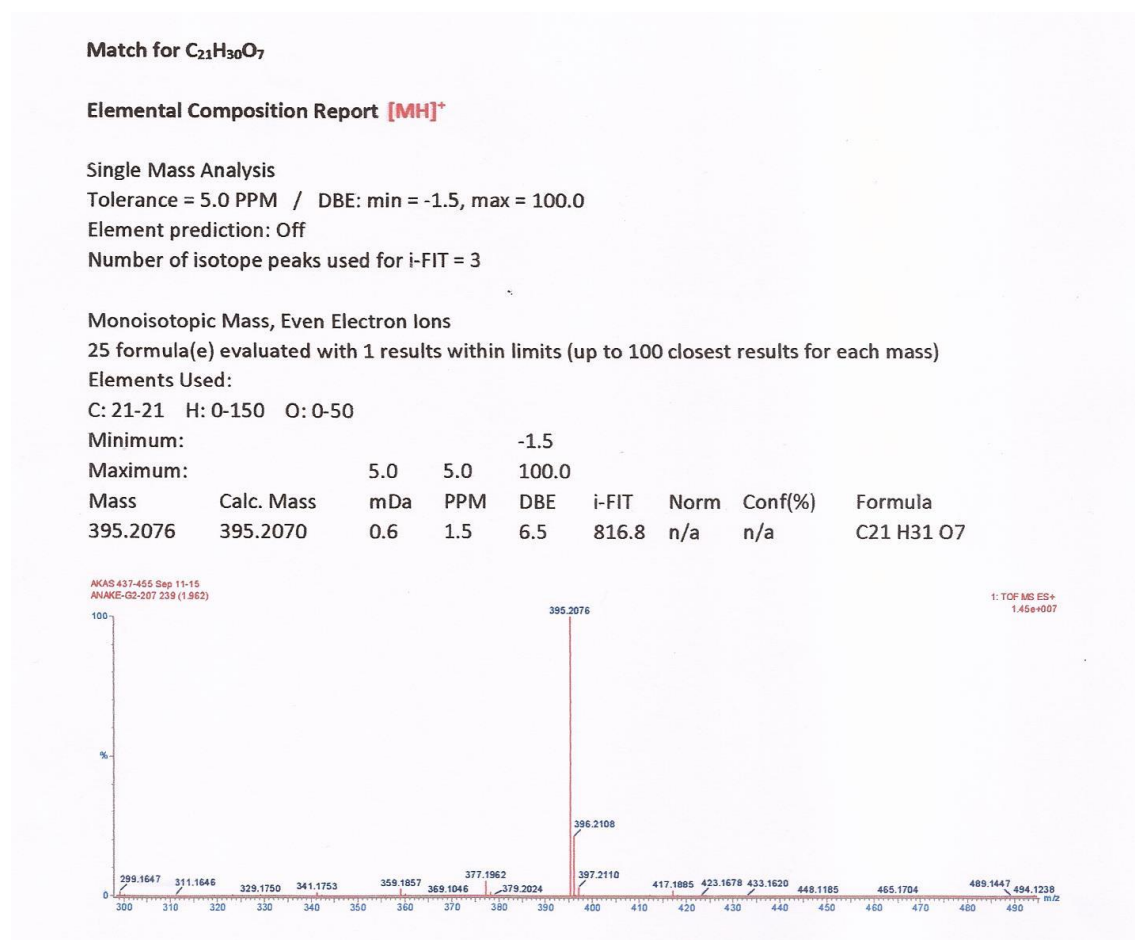 Match for C₂₁H₃₀O₇
Elemental Composition Report [MH]⁺
Single Mass Analysis
Tolerance = 5.0 PPM / DBE: min = -1.5, max = 100.0
Element prediction: Off
Number of isotope peaks used for i-FIT = 3
Monoisotopic Mass, Even Electron Ions
25 formula(e) evaluated with 1 results within limits (up to 100 closest results for each mass)
Elements Used:
C: 21-21 H: 0-150 O: 0-50
Minimum: -1.5
Maximum: 5.0 5.0 100.0
Mass Calc. Mass mDa PPM DBE i-FIT Norm Conf(%) Formula
395.2076 395.2070 0.6 1.5 6.5 816.8 n/a n/a C21 H31 O7
AKAS 437-455 Sep 11-15
ANAKE-G2-207 239 (1.962)
1: TOF MS ES+
1.45e+007
100
395.2076
%
396.2108
299.1647 311.1646 329.1750 341.1753 359.1857 369.1046 377.1962 379.2024 397.2110 417.1885 423.1678 433.1620 448.1185 465.1704 489.1447 494.1238
0
m/z
300 310 320 330 340 350 360 370 380 390 400 410 420 430 440 450 460 470 480 490